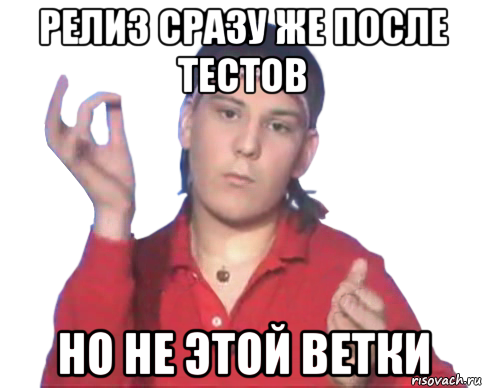 РЕЛИЗ СРАЗУ ЖЕ ПОСЛЕ
ТЕСТОВ
НО НЕ ЭТОЙ ВЕТКИ
risovach.ru